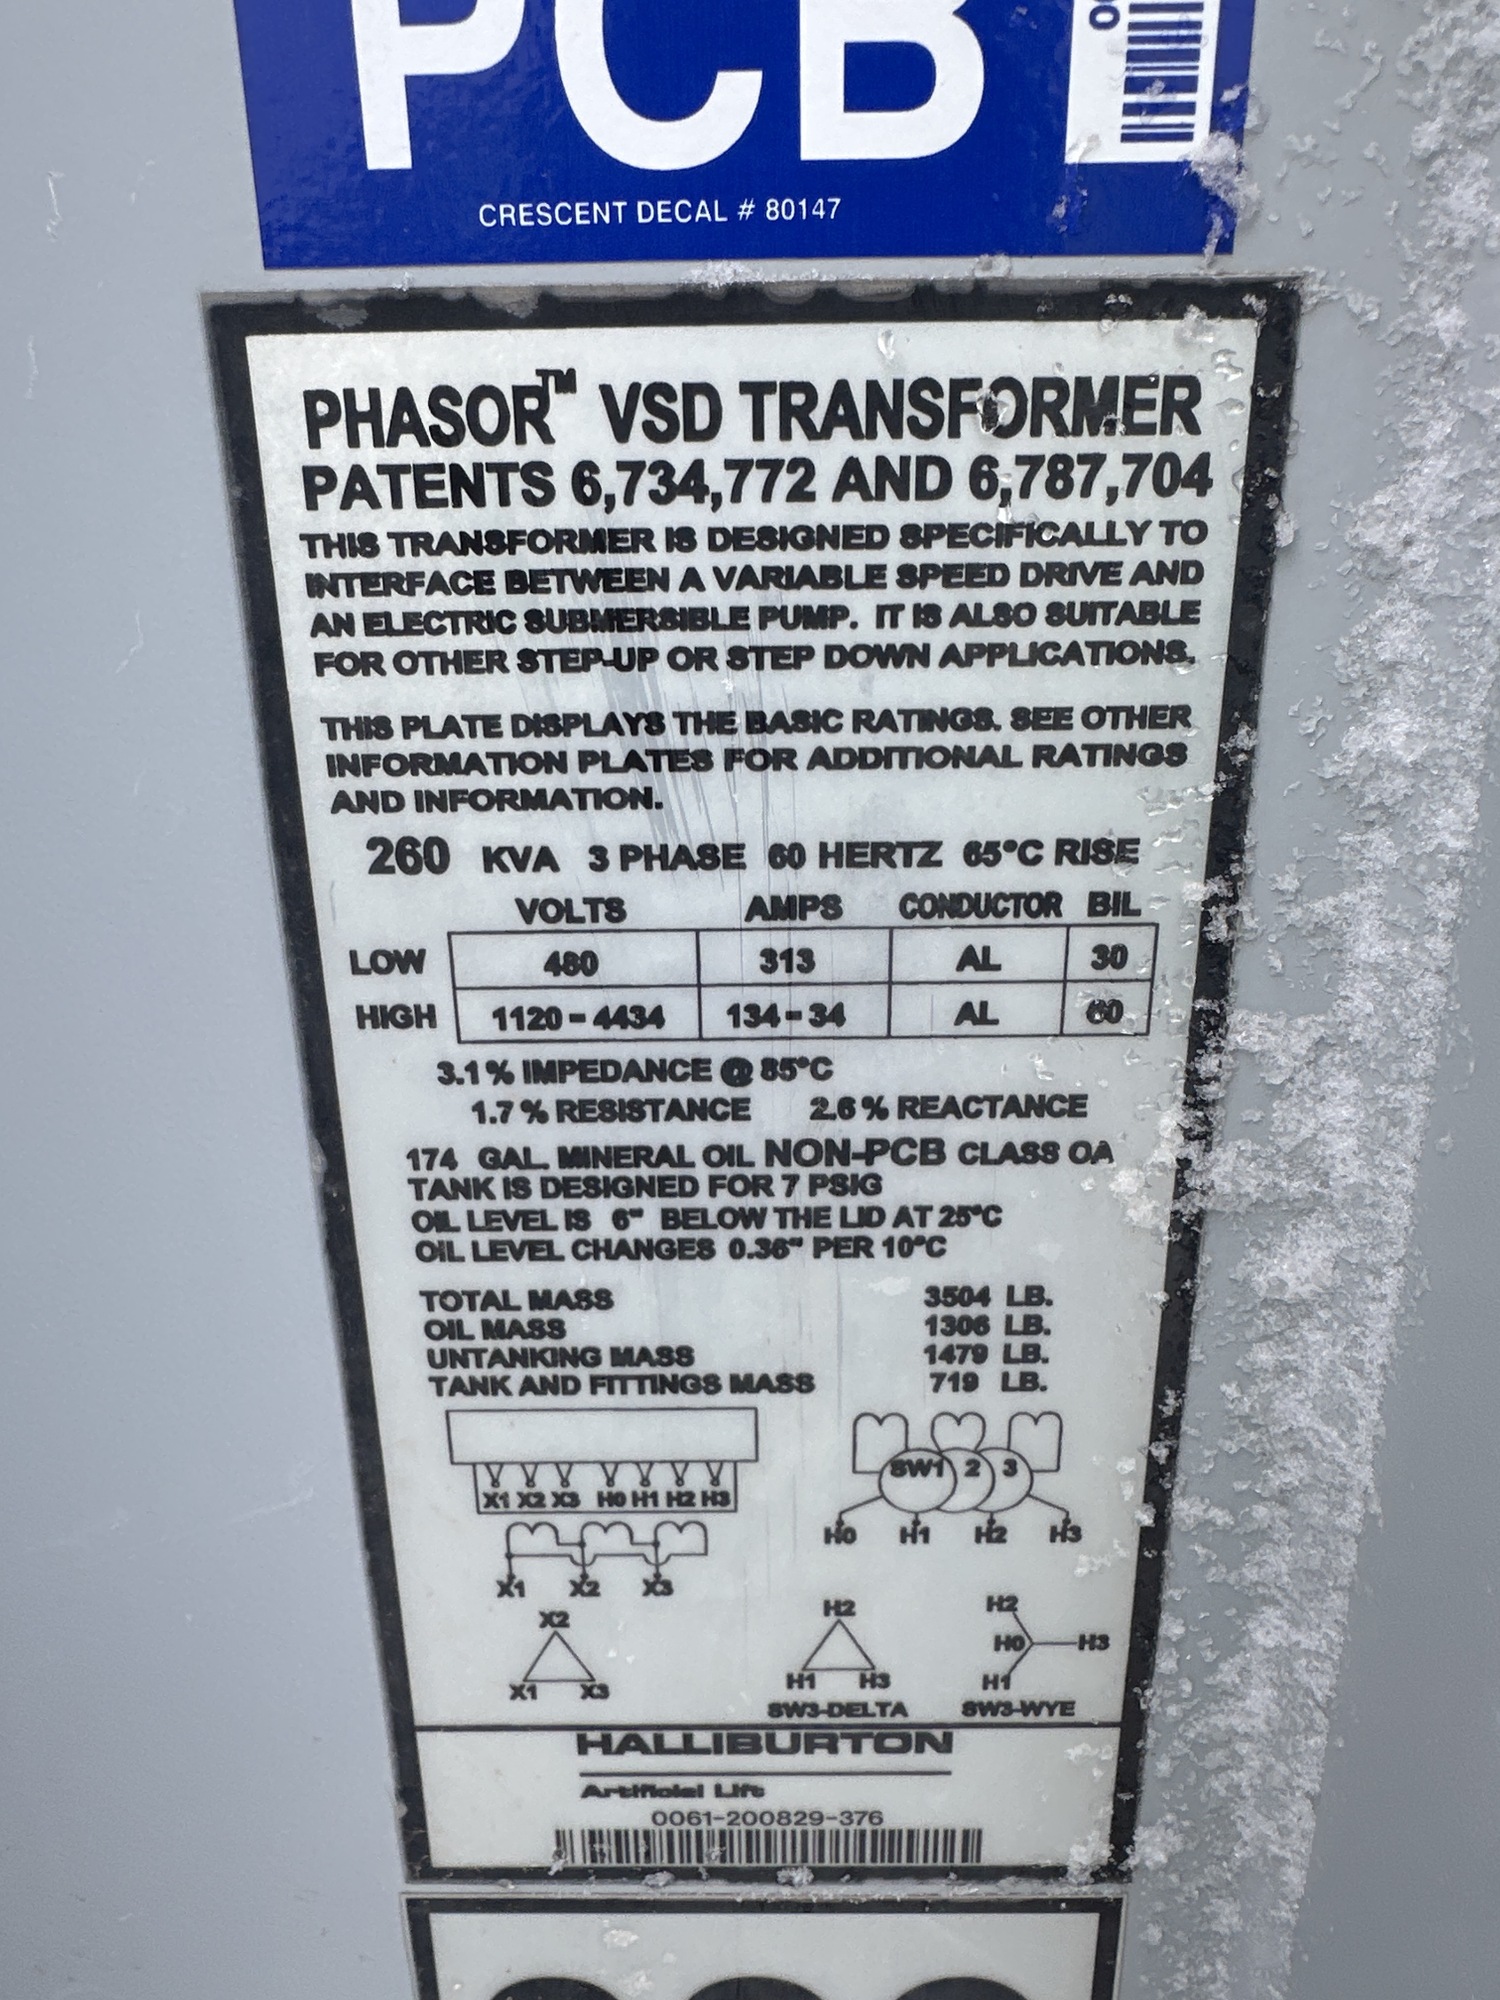 PCB
CRESCENT DECAL # 80147
PHASOR™ VSD TRANSFORMER
PATENTS 6,734,772 AND 6,787,704
THIS TRANSFORMER IS DESIGNED SPECIFICALLY TO
INTERFACE BETWEEN A VARIABLE SPEED DRIVE AND
AN ELECTRIC SUBMERSIBLE PUMP. IT IS ALSO SUITABLE
FOR OTHER STEP-UP OR STEP DOWN APPLICATIONS.
THIS PLATE DISPLAYS THE BASIC RATINGS. SEE OTHER
INFORMATION PLATES FOR ADDITIONAL RATINGS
AND INFORMATION.
260 KVA 3 PHASE 60 HERTZ 65°C RISE
VOLTS AMPS CONDUCTOR BIL
LOW 480 313 AL 30
HIGH 1120 - 4434 134 - 34 AL 60
3.1 % IMPEDANCE @ 85°C
1.7 % RESISTANCE 2.6 % REACTANCE
174 GAL. MINERAL OIL NON-PCB CLASS OA
TANK IS DESIGNED FOR 7 PSIG
OIL LEVEL IS 6" BELOW THE LID AT 25°C
OIL LEVEL CHANGES 0.36" PER 10°C
TOTAL MASS 3504 LB.
OIL MASS 1306 LB.
UNTANKING MASS 1479 LB.
TANK AND FITTINGS MASS 719 LB.
X1 X2 X3 H0 H1 H2 H3
SW1 2 3
H0 H1 H2 H3
X1 X2 X3
X2
X1 X3
H2
H1 H3
SW3-DELTA
H2
H0 H3
H1
SW3-WYE
HALLIBURTON
Artificial Lift
0061-200829-376